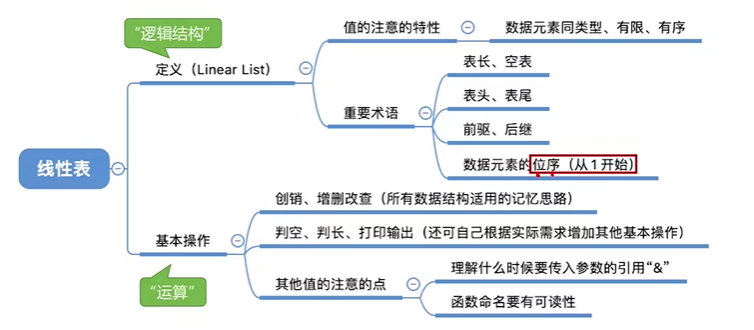 “逻辑结构”
值的注意的特性
数据元素同类型、有限、有序
定义（Linear List）
表长、空表
重要术语
表头、表尾
前驱、后继
数据元素的位序（从1开始）
线性表
创销、增删改查（所有数据结构适用的记忆思路）
基本操作
判空、判长、打印输出（还可自己根据实际需求增加其他基本操作）
“运算”
其他值的注意的点
理解什么时候要传入参数的引用“&”
函数命名要有可读性